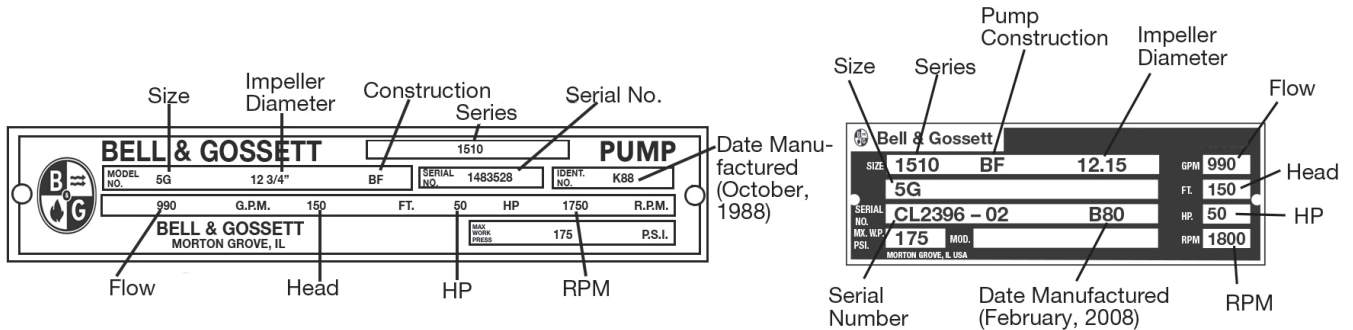 Size
Impeller
Diameter
Construction
Series
Serial No.
BELL & GOSSETT
1510
PUMP
MODEL
NO.
5G
12 3/4"
BF
SERIAL
NO.
1483528
IDENT.
NO.
K88
B
G
990
G.P.M.
150
FT.
50
HP
1750
R.P.M.
BELL & GOSSETT
MORTON GROVE, IL
MAX
WORK
PRESS
175
P.S.I.
Date Manu-
factured
(October,
1988)
Flow
Head
HP
RPM
Size
Series
Pump
Construction
Impeller
Diameter
Flow
Bell & Gossett
SIZE
1510
BF
12.15
GPM
990
5G
FT.
150
Head
SERIAL
NO.
CL2396 – 02
B80
HP.
50
HP
MX. W.P.
PSI.
175
MOD.
RPM
1800
MORTON GROVE, IL USA
Serial
Number
Date Manufactured
(February, 2008)
RPM